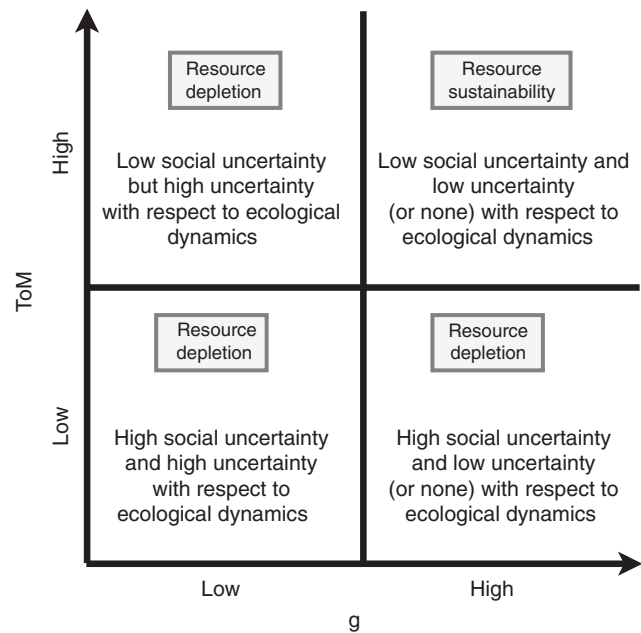 High
Resource
depletion
Low social uncertainty
but high uncertainty
with respect to ecological
dynamics
Resource
sustainability
Low social uncertainty and
low uncertainty
(or none) with respect to
ecological dynamics
ToM
Low
Resource
depletion
High social uncertainty
and high uncertainty
with respect to
ecological dynamics
Resource
depletion
High social uncertainty
and low uncertainty
(or none) with respect to
ecological dynamics
Low
High
g